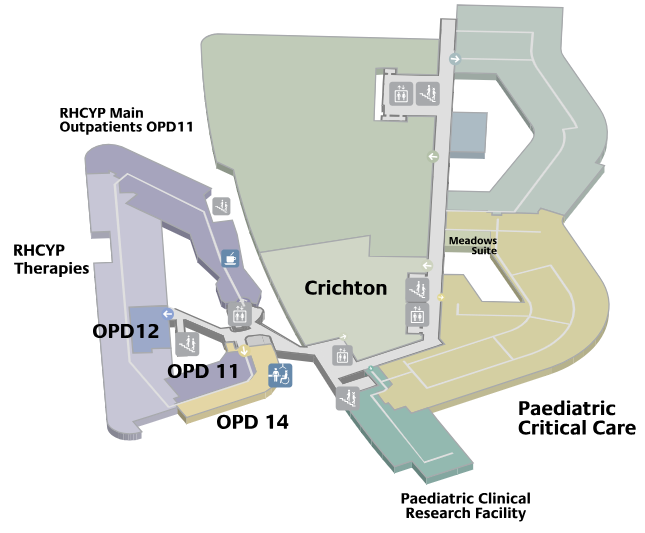 RHCYP Main
Outpatients OPD11
RHCYP
Therapies
Meadows
Suite
Crichton
OPD12
OPD 11
OPD 14
Paediatric
Critical Care
Paediatric Clinical
Research Facility